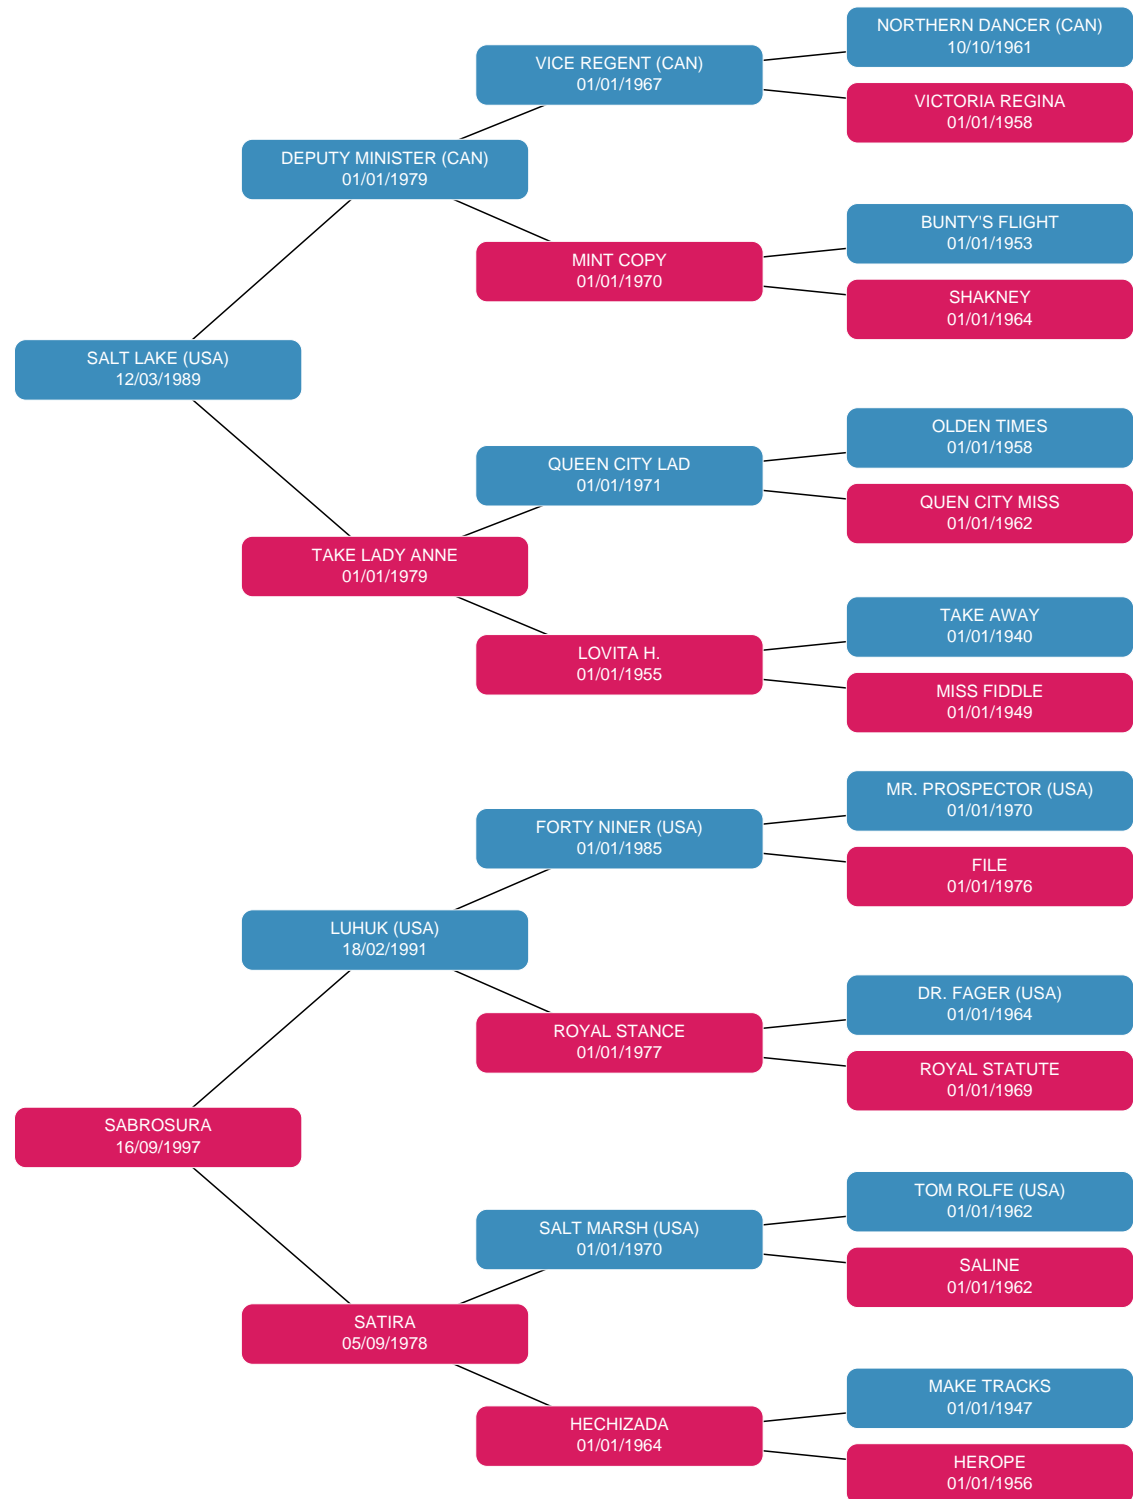 NORTHERN DANCER (CAN)
10/10/1961
VICE REGENT (CAN)
01/01/1967
VICTORIA REGINA
01/01/1958
DEPUTY MINISTER (CAN)
01/01/1979
BUNTY'S FLIGHT
01/01/1953
MINT COPY
01/01/1970
SHAKNEY
01/01/1964
SALT LAKE (USA)
12/03/1989
OLDEN TIMES
01/01/1958
QUEEN CITY LAD
01/01/1971
QUEN CITY MISS
01/01/1962
TAKE LADY ANNE
01/01/1979
TAKE AWAY
01/01/1940
LOVITA H.
01/01/1955
MISS FIDDLE
01/01/1949
MR. PROSPECTOR (USA)
01/01/1970
FORTY NINER (USA)
01/01/1985
FILE
01/01/1976
LUHUK (USA)
18/02/1991
DR. FAGER (USA)
01/01/1964
ROYAL STANCE
01/01/1977
ROYAL STATUTE
01/01/1969
SABROSURA
16/09/1997
TOM ROLFE (USA)
01/01/1962
SALT MARSH (USA)
01/01/1970
SALINE
01/01/1962
SATIRA
05/09/1978
MAKE TRACKS
01/01/1947
HECHIZADA
01/01/1964
HEROPE
01/01/1956